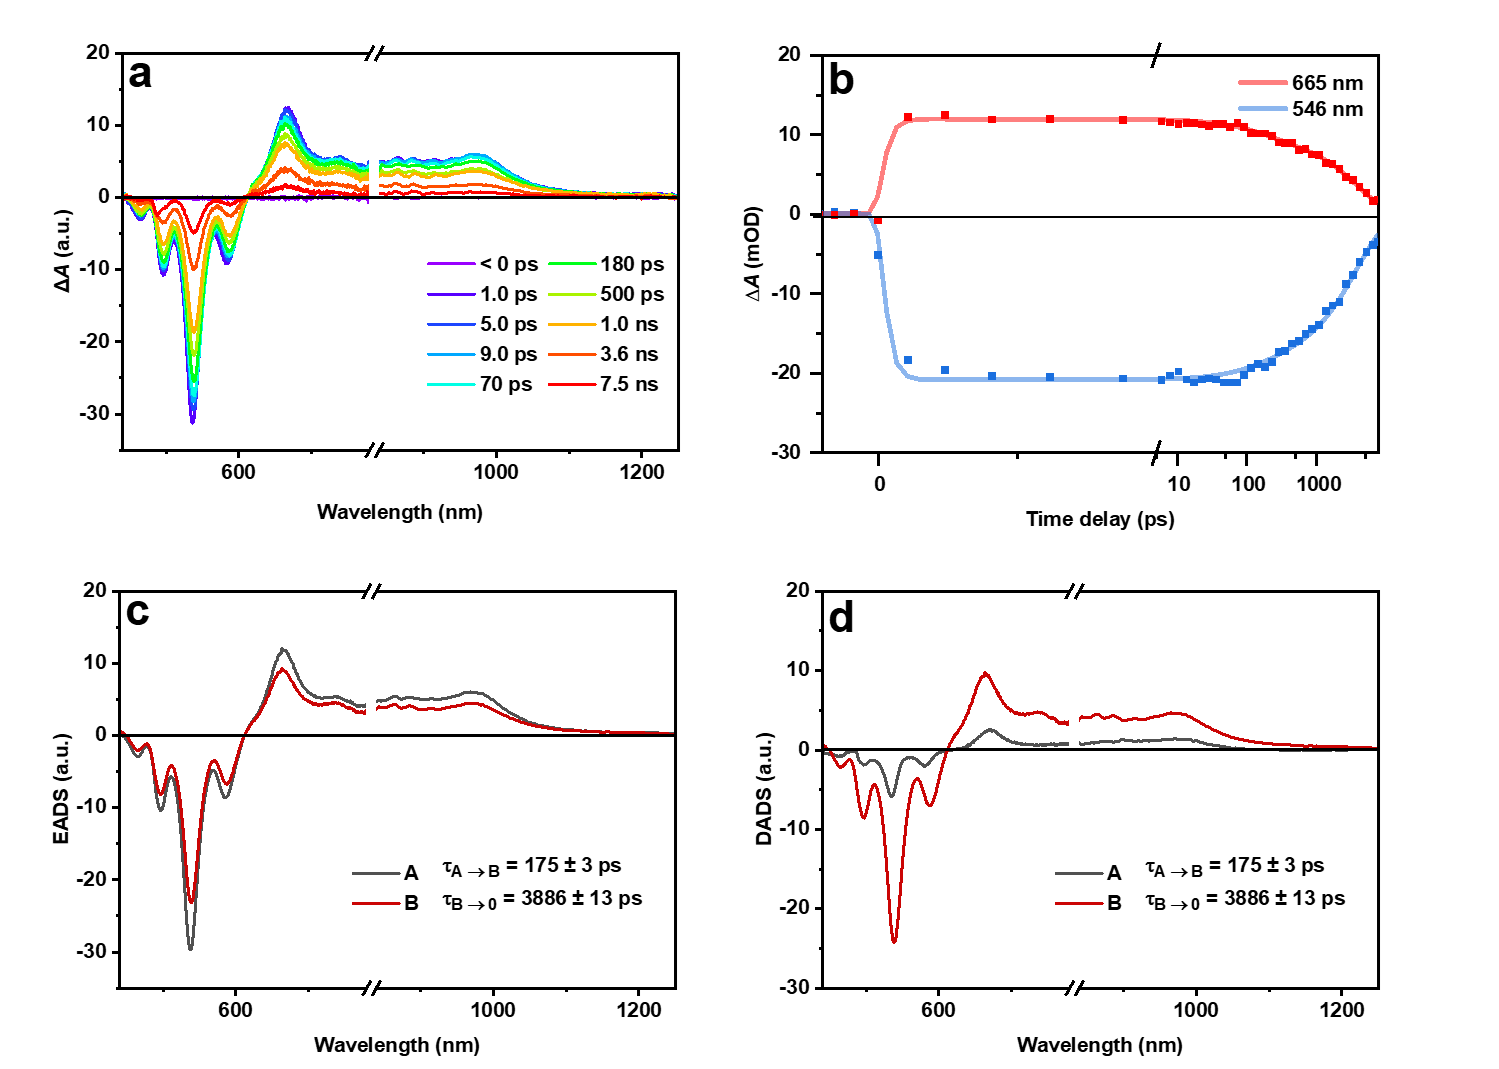 a
20
10
0
-10
-20
-30
ΔA (a.u.)
< 0 ps
1.0 ps
5.0 ps
9.0 ps
70 ps
180 ps
500 ps
1.0 ns
3.6 ns
7.5 ns
600
1000
1200
Wavelength (nm)
b
20
10
0
-10
-20
-30
ΔA (mOD)
665 nm
546 nm
0
10
100
1000
Time delay (ps)
c
20
10
0
-10
-20
-30
EADS (a.u.)
A τA→B = 175 ± 3 ps
B τB→0 = 3886 ± 13 ps
600
1000
1200
Wavelength (nm)
d
20
10
0
-10
-20
-30
DADS (a.u.)
A τA→B = 175 ± 3 ps
B τB→0 = 3886 ± 13 ps
600
1000
1200
Wavelength (nm)